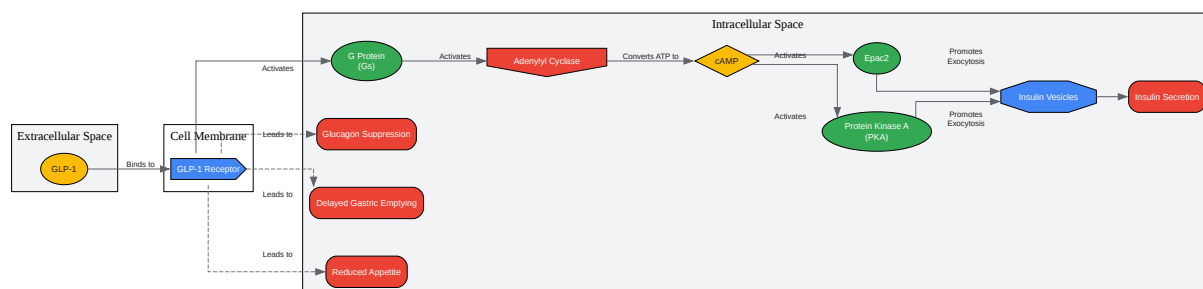 Intracellular Space
G Protein
(Gs)
Activates
Activates
Adenylyl Cyclase
Converts ATP to
cAMP
Activates
Epac2
Promotes
Exocytosis
Insulin Vesicles
Insulin Secretion
Activates
Protein Kinase A
(PKA)
Promotes
Exocytosis
Extracellular Space
GLP-1
Binds to
Cell Membrane
GLP-1 Receptor
Leads to
Glucagon Suppression
Leads to
Delayed Gastric Emptying
Leads to
Reduced Appetite